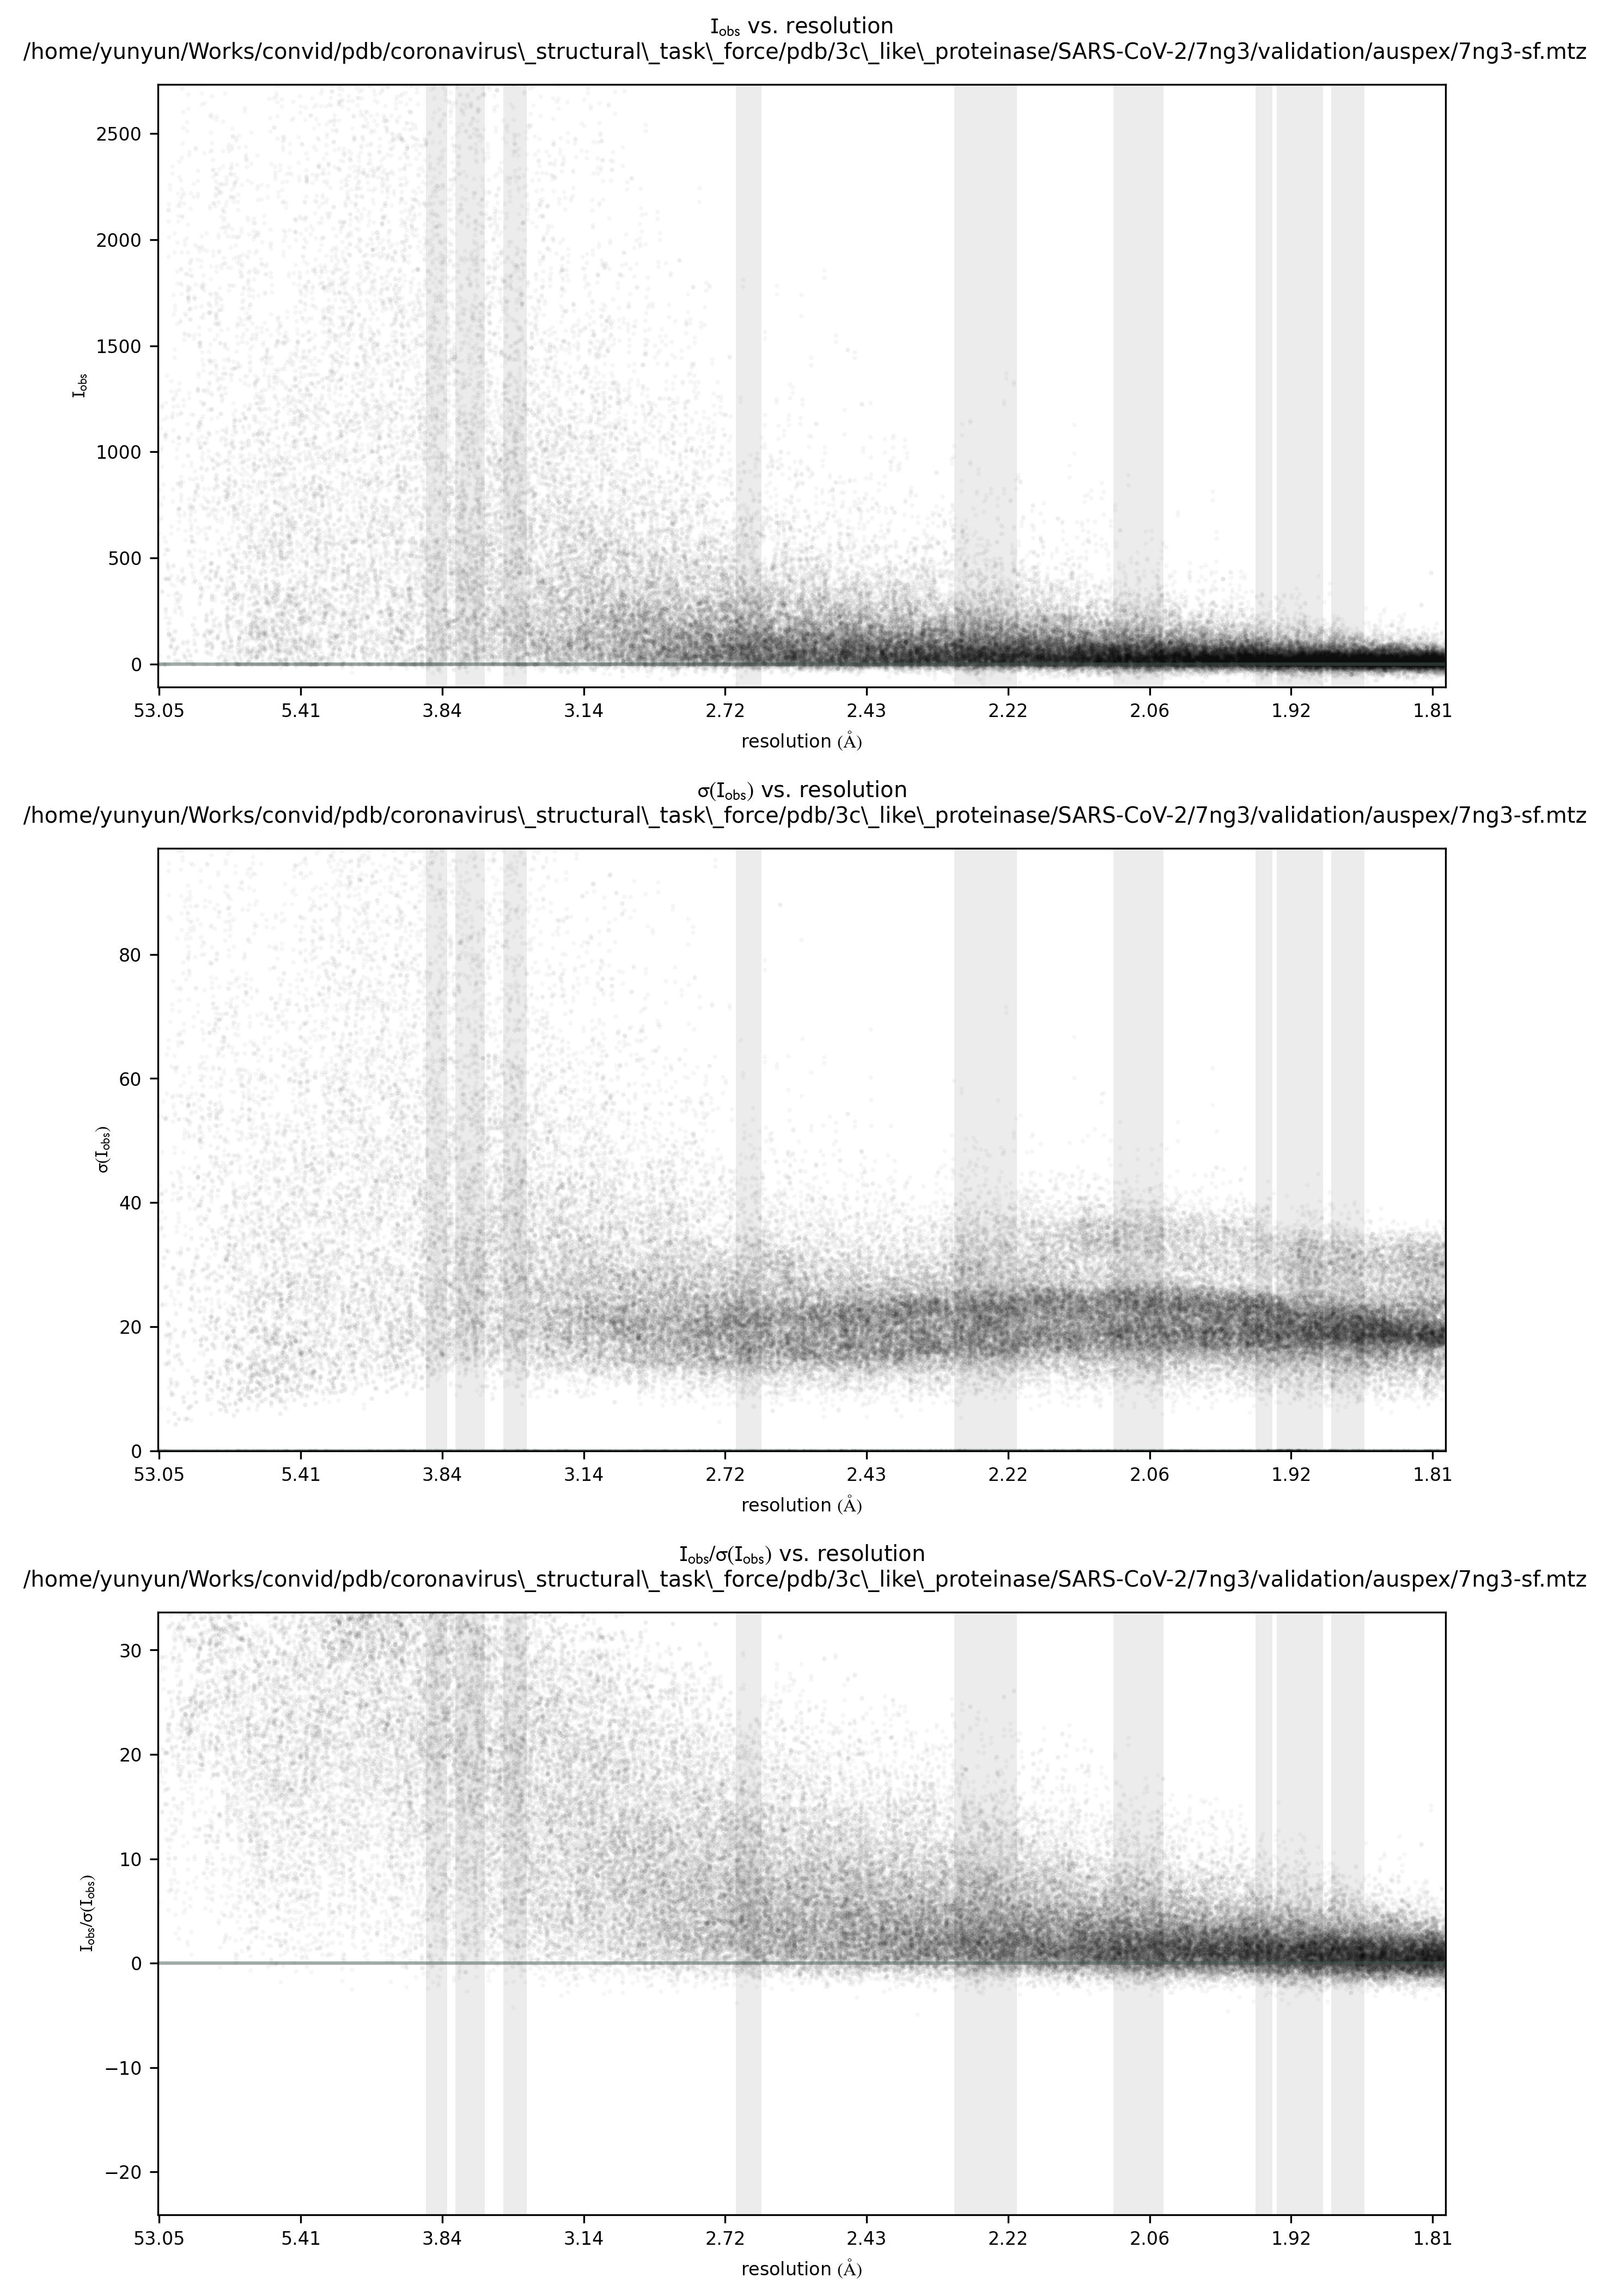 Iobs vs. resolution
/home/yunyun/Works/convid/pdb/coronavirus\_structural\_task\_force/pdb/3c\_like\_proteinase/SARS-CoV-2/7ng3/validation/auspex/7ng3-sf.mtz
2500
2000
1500
1000
500
0
Iobs
53.05 5.41 3.84 3.14 2.72 2.43 2.22 2.06 1.92 1.81
resolution (Å)
σ(Iobs) vs. resolution
/home/yunyun/Works/convid/pdb/coronavirus\_structural\_task\_force/pdb/3c\_like\_proteinase/SARS-CoV-2/7ng3/validation/auspex/7ng3-sf.mtz
80
60
40
20
0
σ(Iobs)
53.05 5.41 3.84 3.14 2.72 2.43 2.22 2.06 1.92 1.81
resolution (Å)
Iobs/σ(Iobs) vs. resolution
/home/yunyun/Works/convid/pdb/coronavirus\_structural\_task\_force/pdb/3c\_like\_proteinase/SARS-CoV-2/7ng3/validation/auspex/7ng3-sf.mtz
30
20
10
0
−10
−20
Iobs/σ(Iobs)
53.05 5.41 3.84 3.14 2.72 2.43 2.22 2.06 1.92 1.81
resolution (Å)